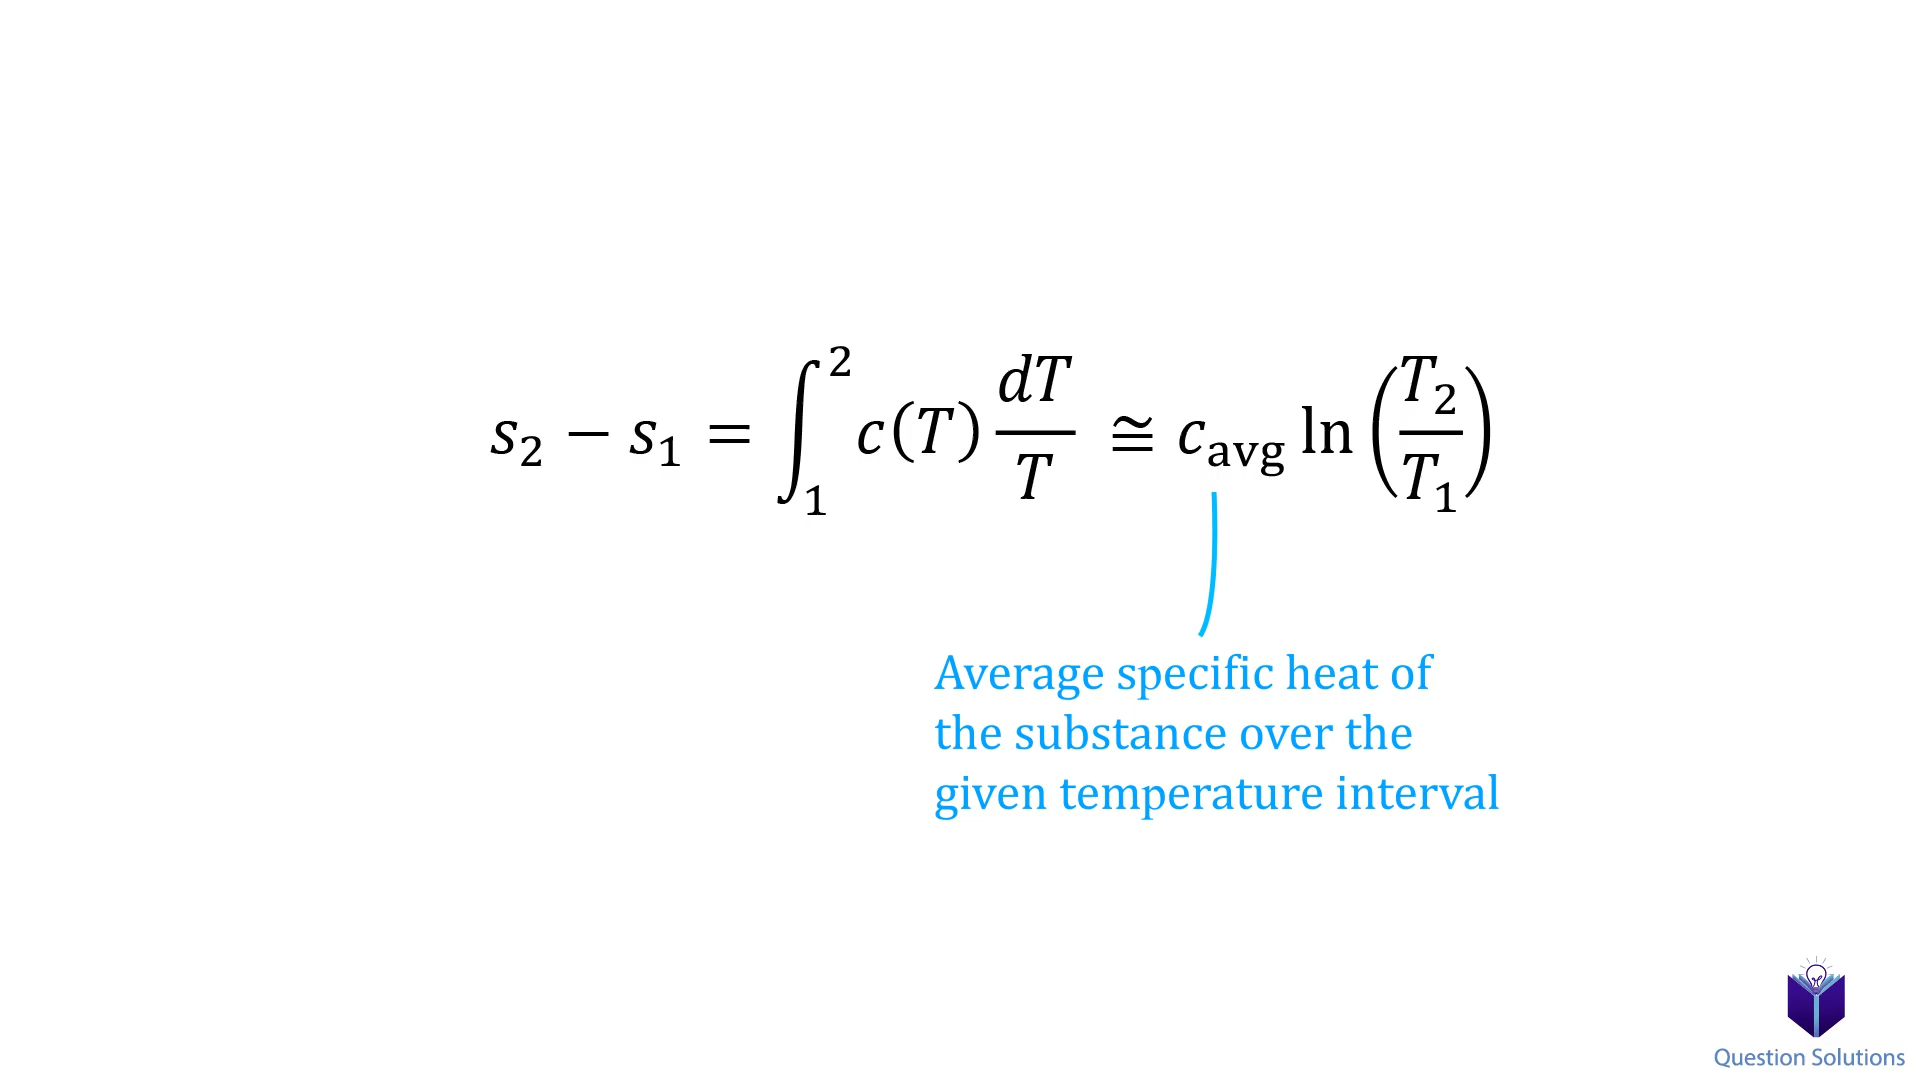 s₂ − s₁ = ∫₁² c(T) dT/T ≅ c_avg ln(T₂/T₁)
Average specific heat of
the substance over the
given temperature interval
Question Solutions